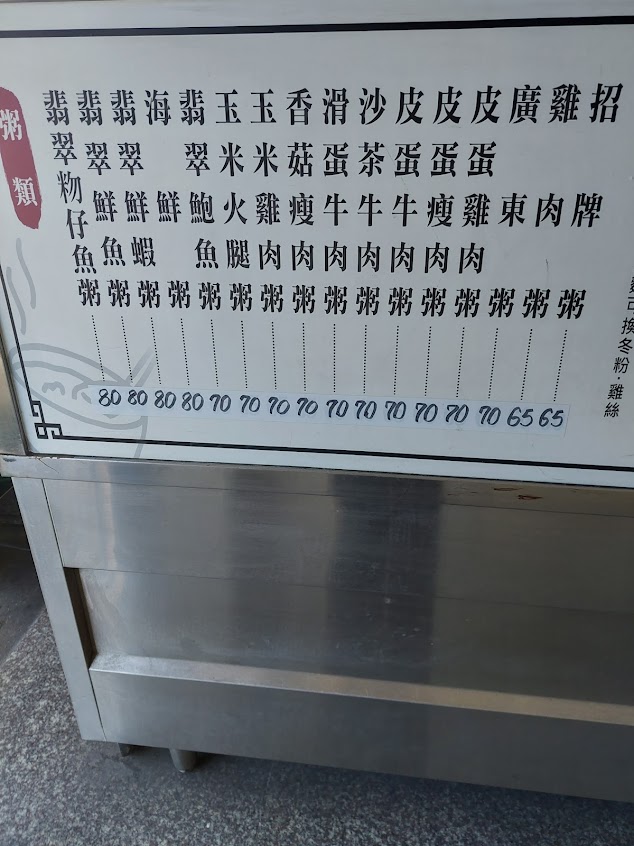 可換冬粉·雞絲
招牌粥 65
雞肉粥 65
廣東粥 70
皮蛋雞肉粥 70
皮蛋瘦肉粥 70
皮蛋牛肉粥 70
沙茶牛肉粥 70
滑蛋牛肉粥 70
香菇瘦肉粥 70
玉米雞肉粥 70
玉米火腿粥 70
翡翠鮑魚粥 70
海鮮粥 80
翡翠鮮蝦粥 80
翡翠鮮魚粥 80
翡翠粅仔魚粥 80
粥類